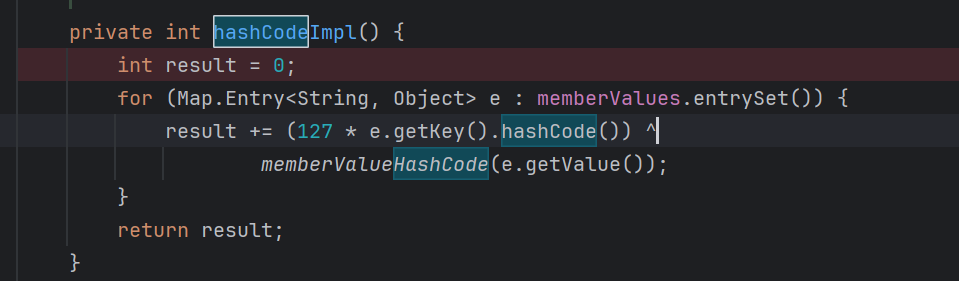 private int hashCodeImpl() {
int result = 0;
for (Map.Entry<String, Object> e : memberValues.entrySet()) {
result += (127 * e.getKey().hashCode()) ^
memberValueHashCode(e.getValue());
}
return result;
}